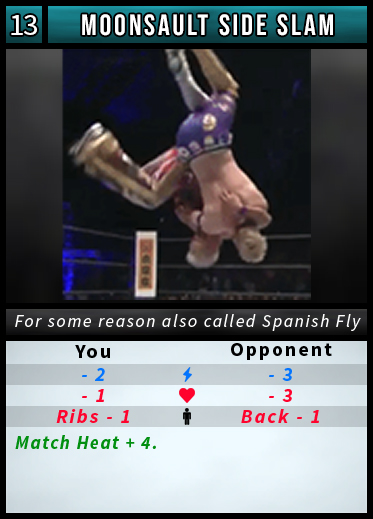 13 MOONSAULT SIDE SLAM
For some reason also called Spanish Fly
You Opponent
- 2 - 3
- 1 - 3
Ribs - 1 Back - 1
Match Heat + 4.